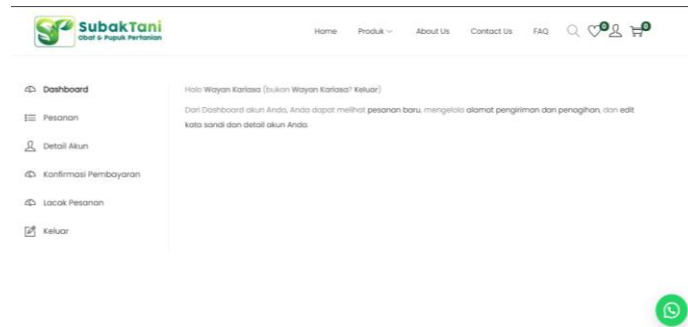 SubakTani
Obat & Pupuk Pertanian
Home Produk About Us Contact Us FAQ 0 0
Dashboard
Pesanan
Detail Akun
Konfirmasi Pembayaran
Lacak Pesanan
Keluar
Halo Wayan Kariasa (bukan Wayan Kariasa? Keluar)
Dari Dashboard akun Anda, Anda dapat melihat pesanan baru, mengelola alamat pengiriman dan penagihan, dan edit
kata sandi dan detail akun Anda.